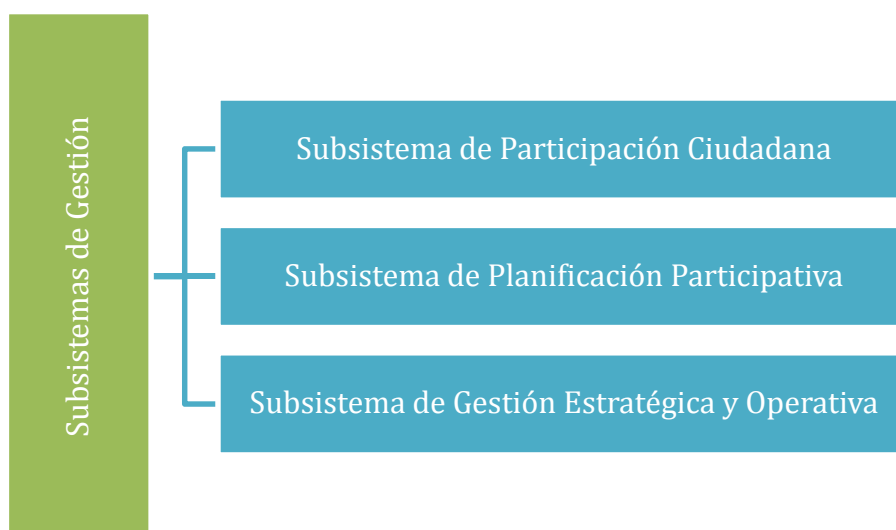 Subsistemas de Gestión
Subsistema de Participación Ciudadana
Subsistema de Planificación Participativa
Subsistema de Gestión Estratégica y Operativa